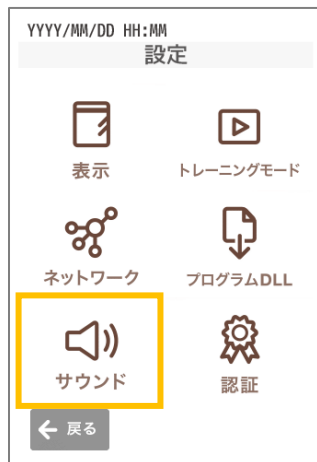 YYYY/MM/DD HH:MM
設定
表示
トレーニングモード
ネットワーク
プログラムDLL
サウンド
認証
戻る